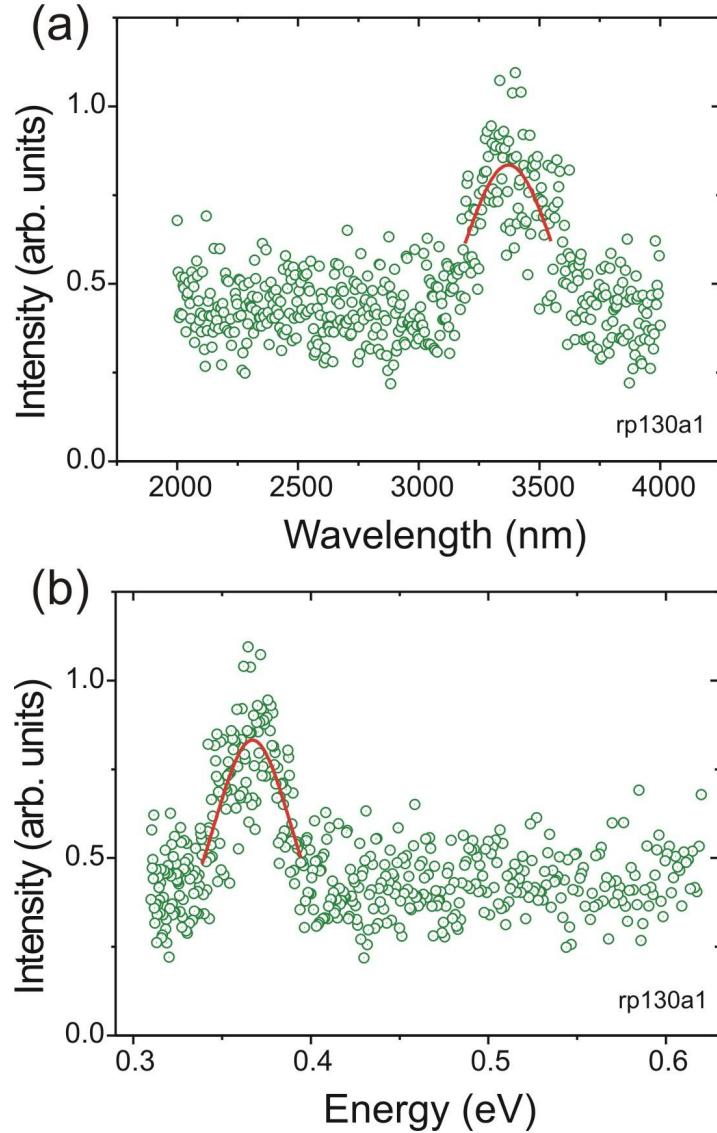 (a)
Intensity (arb. units)
1.0
0.5
0.0
2000 2500 3000 3500 4000
Wavelength (nm)
rp130a1
(b)
Intensity (arb. units)
1.0
0.5
0.0
0.3 0.4 0.5 0.6
Energy (eV)
rp130a1